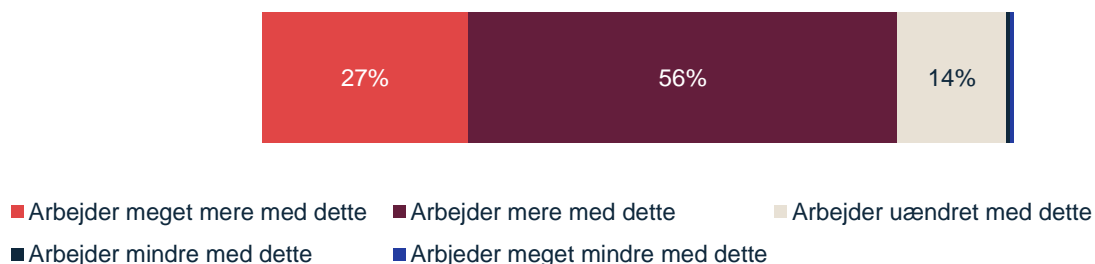 27% 56% 14%
Arbejder meget mere med dette Arbejder mere med dette Arbejder uændret med dette
Arbejder mindre med dette Arbjeder meget mindre med dette